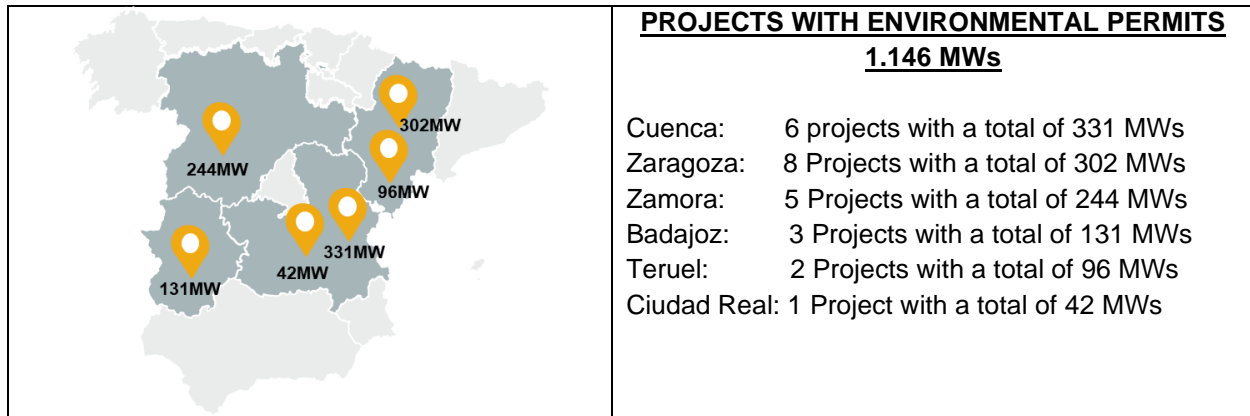 302MW
244MW
96MW
331MW
42MW
131MW
PROJECTS WITH ENVIRONMENTAL PERMITS
1.146 MWs
Cuenca: 6 projects with a total of 331 MWs
Zaragoza: 8 Projects with a total of 302 MWs
Zamora: 5 Projects with a total of 244 MWs
Badajoz: 3 Projects with a total of 131 MWs
Teruel: 2 Projects with a total of 96 MWs
Ciudad Real: 1 Project with a total of 42 MWs